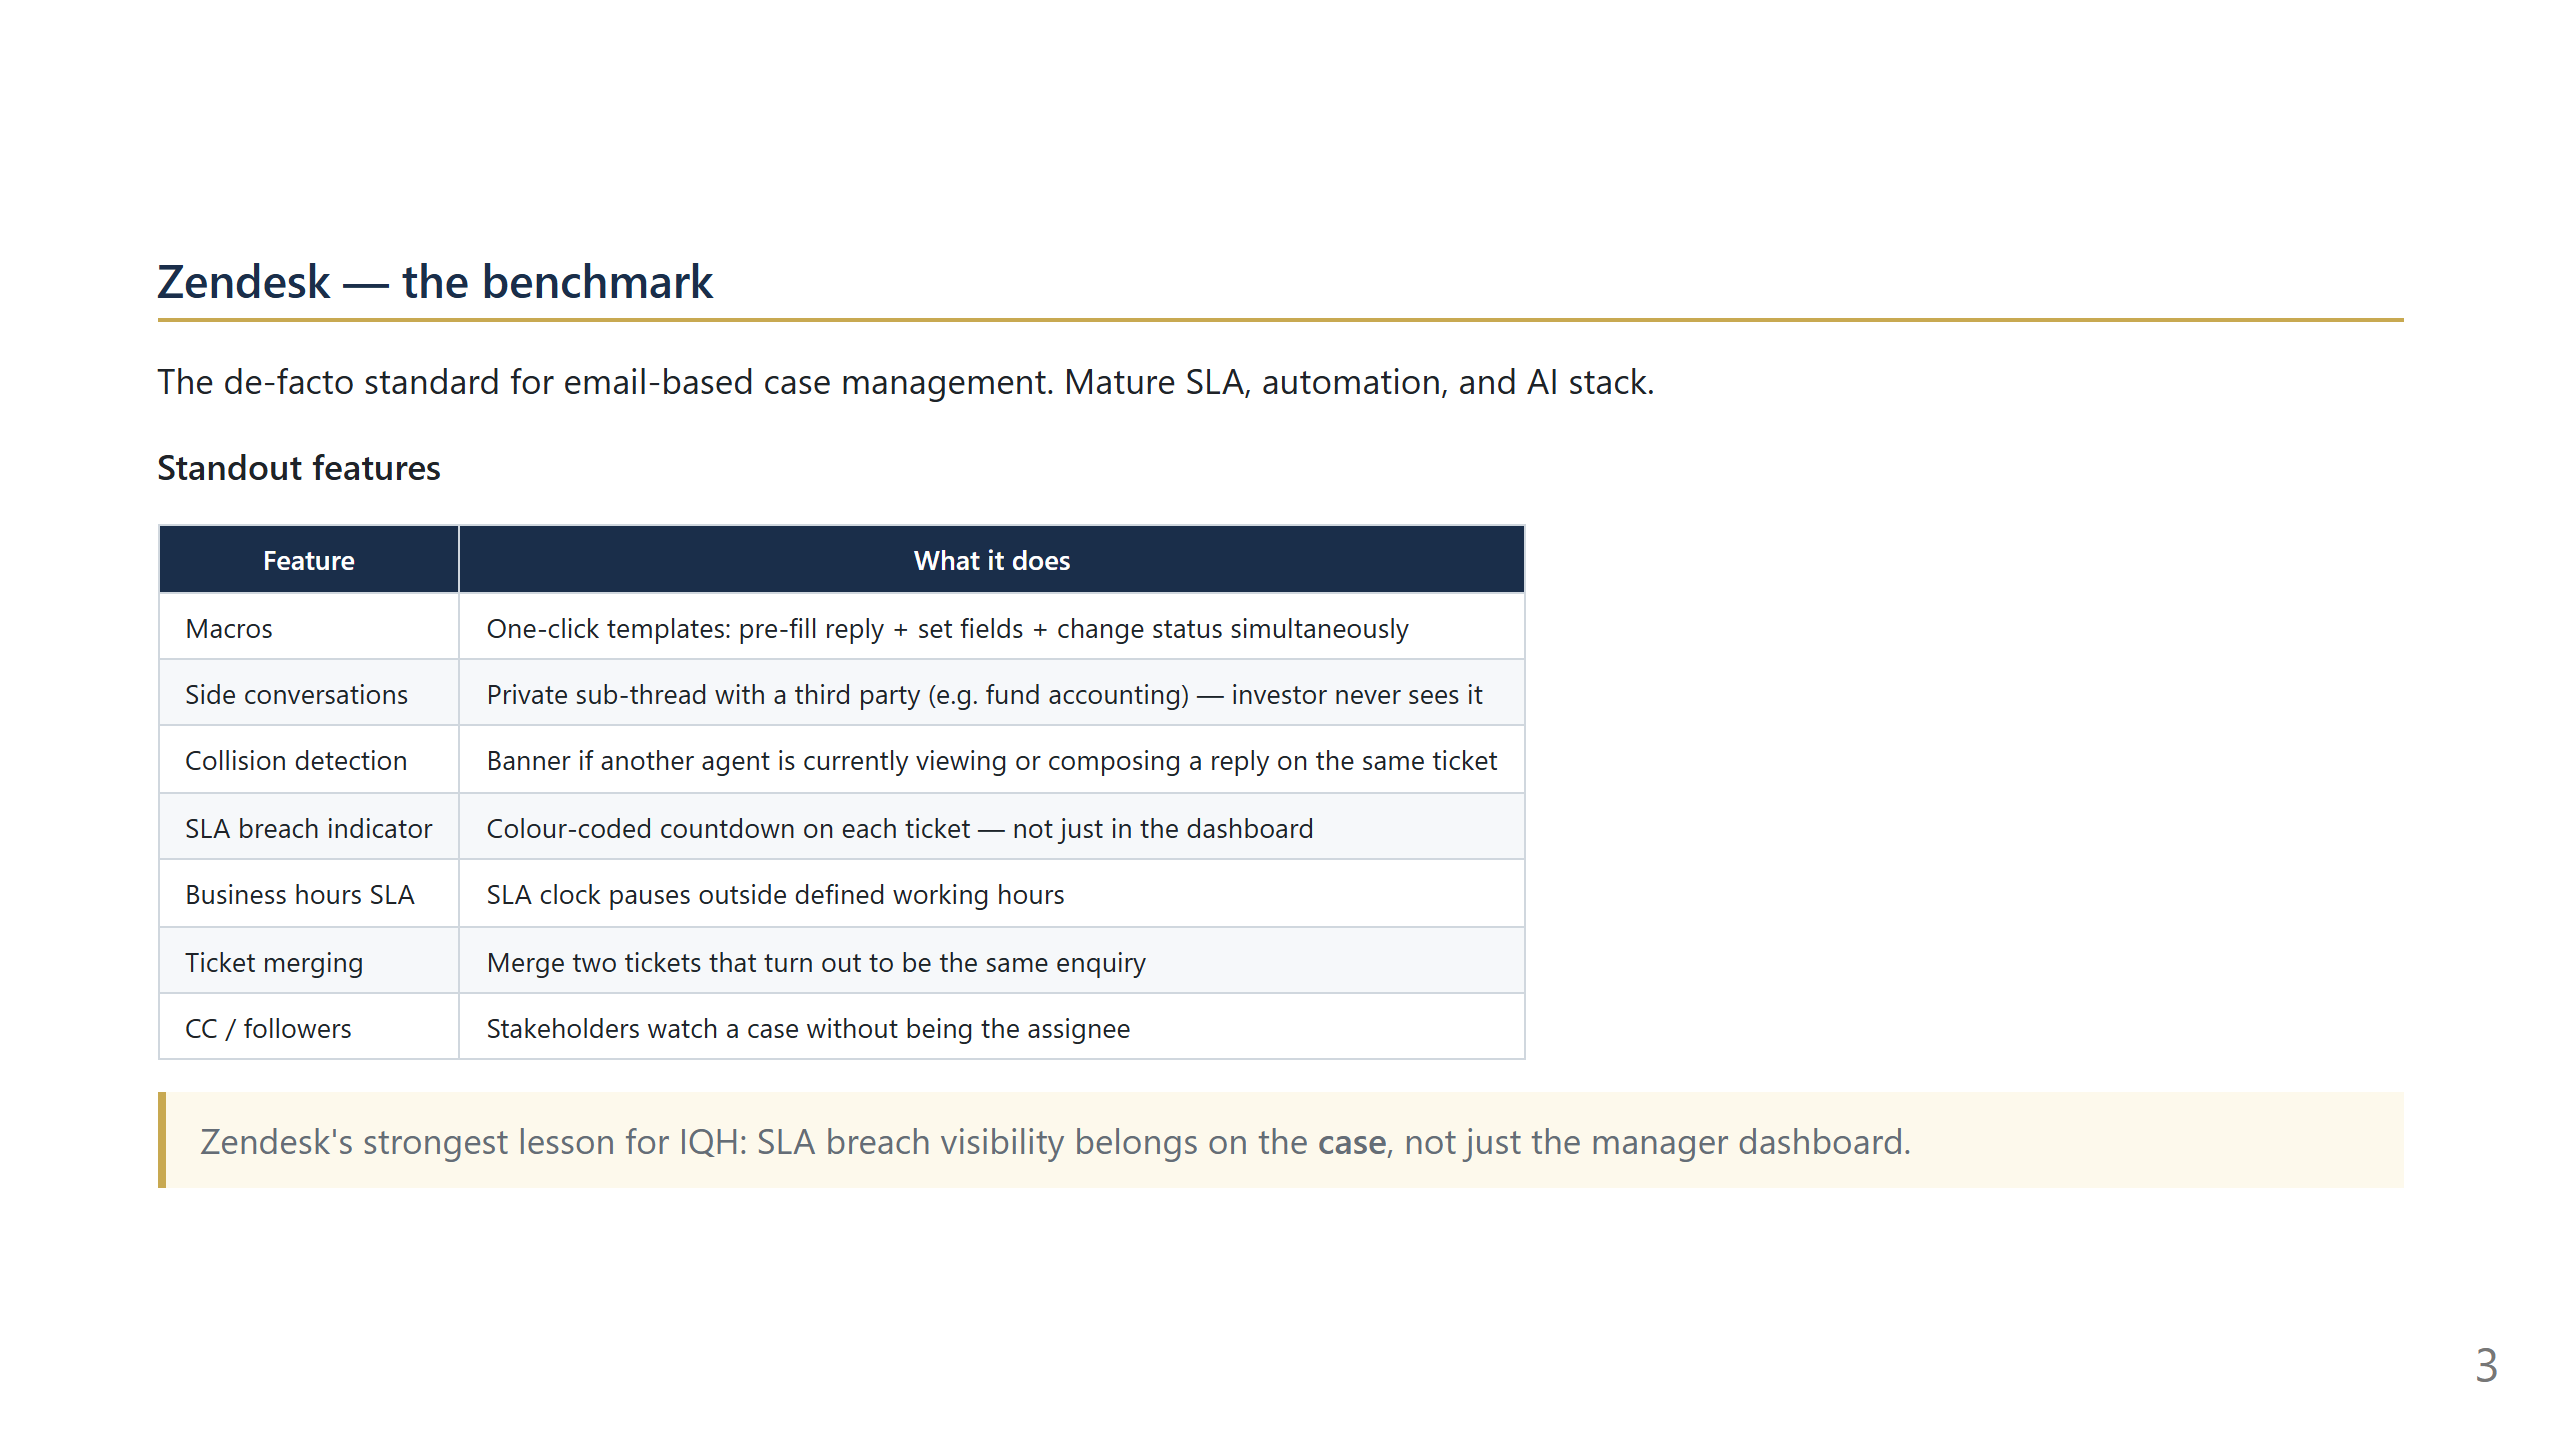 Zendesk — the benchmark
The de-facto standard for email-based case management. Mature SLA, automation, and AI stack.
Standout features
Feature What it does
Macros One-click templates: pre-fill reply + set fields + change status simultaneously
Side conversations Private sub-thread with a third party (e.g. fund accounting) — investor never sees it
Collision detection Banner if another agent is currently viewing or composing a reply on the same ticket
SLA breach indicator Colour-coded countdown on each ticket — not just in the dashboard
Business hours SLA SLA clock pauses outside defined working hours
Ticket merging Merge two tickets that turn out to be the same enquiry
CC / followers Stakeholders watch a case without being the assignee
Zendesk's strongest lesson for IQH: SLA breach visibility belongs on the case, not just the manager dashboard.
3